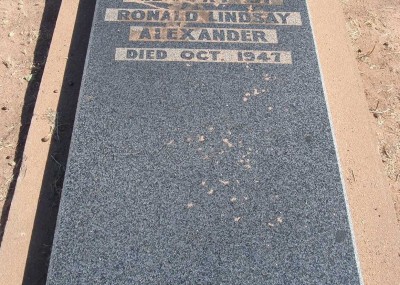 RONALD LINDSAY
ALEXANDER
DIED OCT. 1947